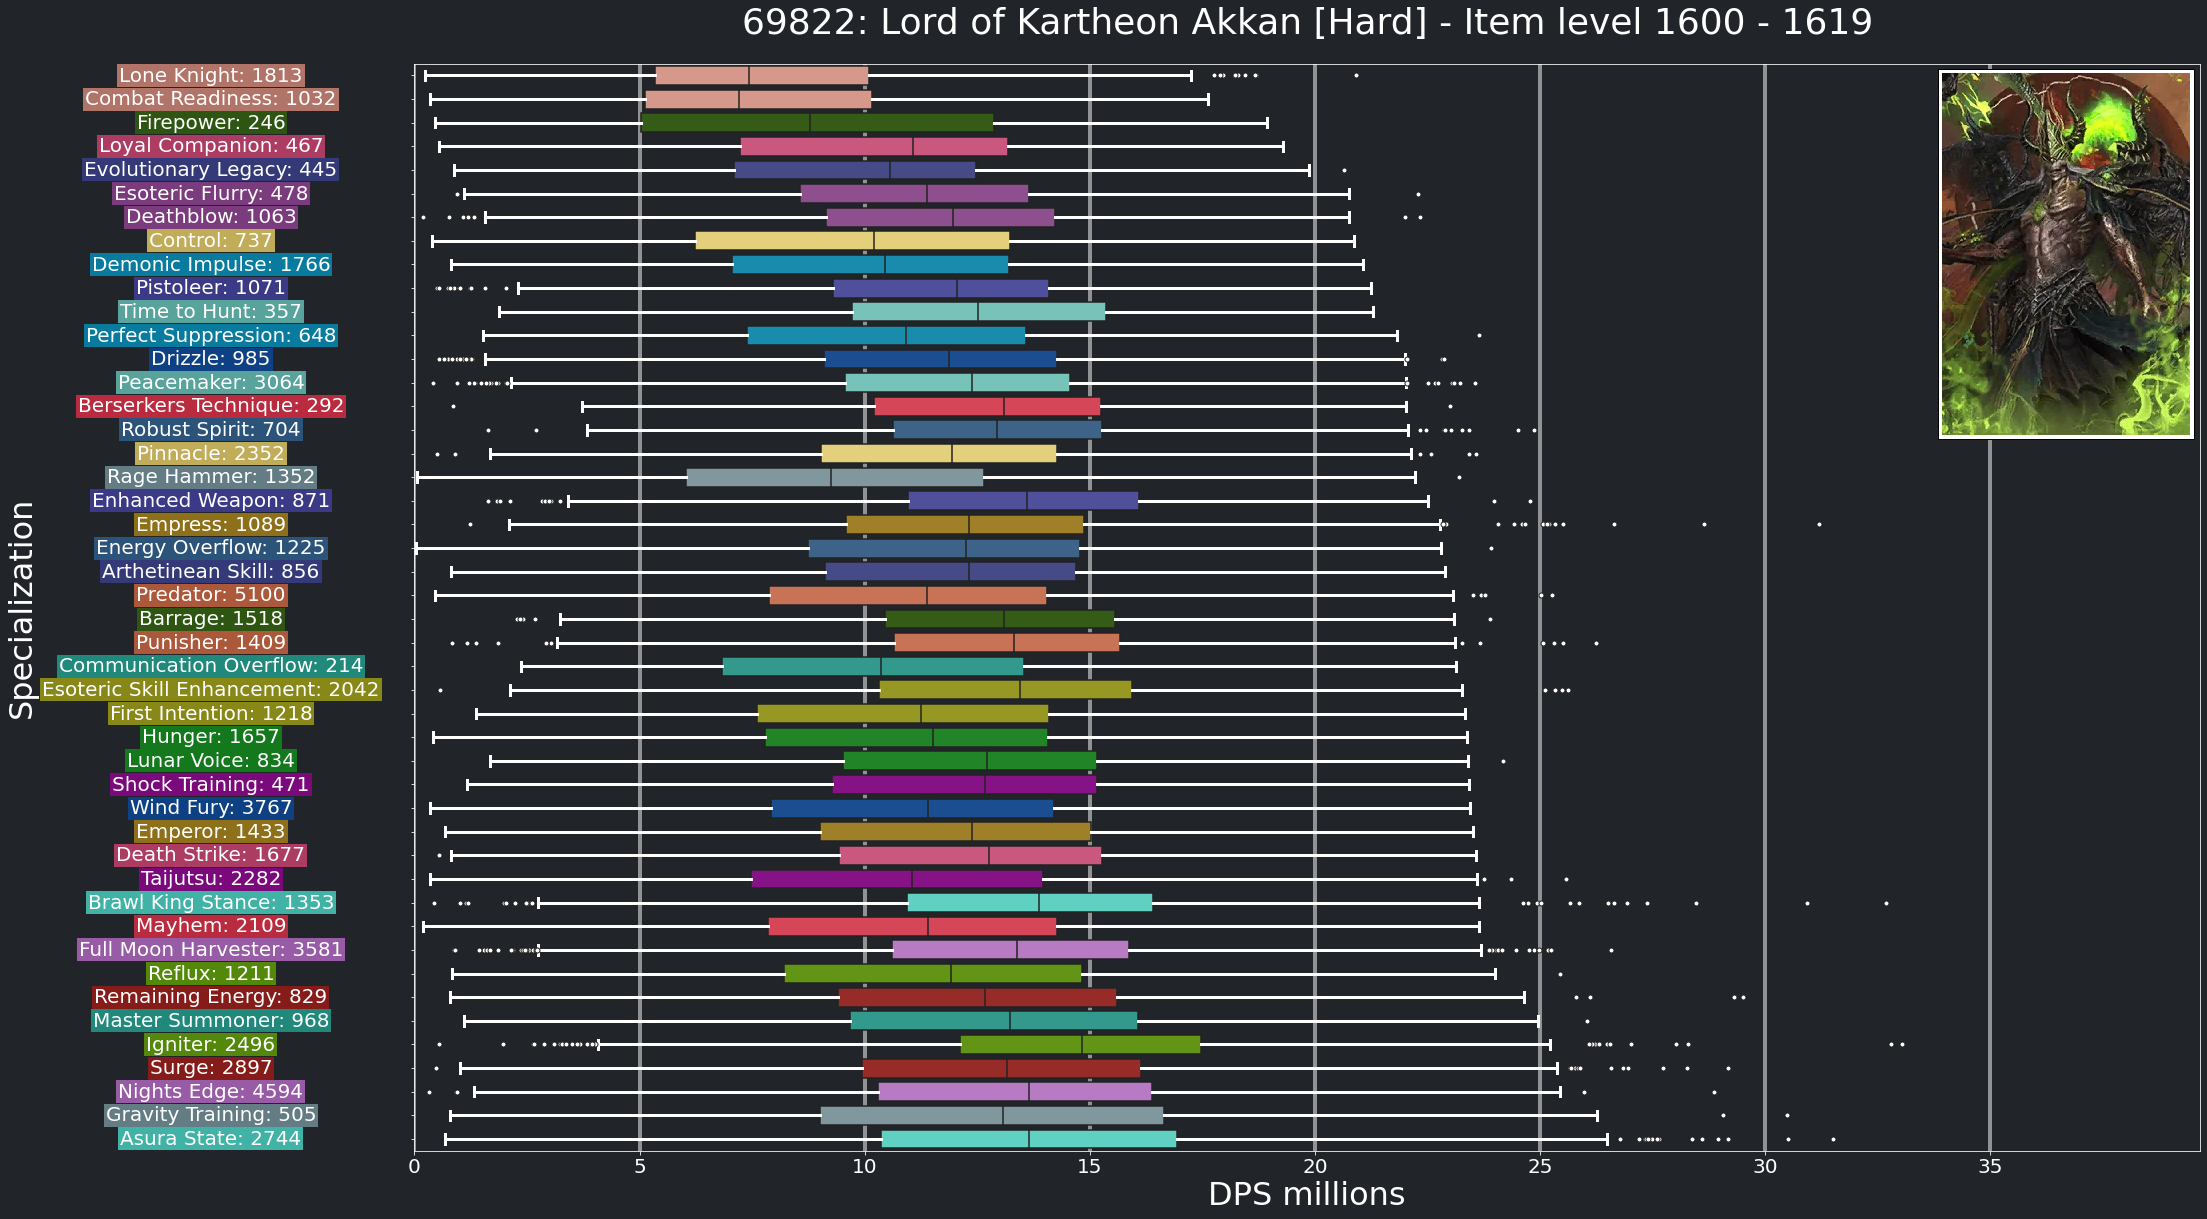 69822: Lord of Kartheon Akkan [Hard] - Item level 1600 - 1619
Specialization
Lone Knight: 1813
Combat Readiness: 1032
Firepower: 246
Loyal Companion: 467
Evolutionary Legacy: 445
Esoteric Flurry: 478
Deathblow: 1063
Control: 737
Demonic Impulse: 1766
Pistoleer: 1071
Time to Hunt: 357
Perfect Suppression: 648
Drizzle: 985
Peacemaker: 3064
Berserkers Technique: 292
Robust Spirit: 704
Pinnacle: 2352
Rage Hammer: 1352
Enhanced Weapon: 871
Empress: 1089
Energy Overflow: 1225
Arthetinean Skill: 856
Predator: 5100
Barrage: 1518
Punisher: 1409
Communication Overflow: 214
Esoteric Skill Enhancement: 2042
First Intention: 1218
Hunger: 1657
Lunar Voice: 834
Shock Training: 471
Wind Fury: 3767
Emperor: 1433
Death Strike: 1677
Taijutsu: 2282
Brawl King Stance: 1353
Mayhem: 2109
Full Moon Harvester: 3581
Reflux: 1211
Remaining Energy: 829
Master Summoner: 968
Igniter: 2496
Surge: 2897
Nights Edge: 4594
Gravity Training: 505
Asura State: 2744
0 5 10 15 20 25 30 35
DPS millions